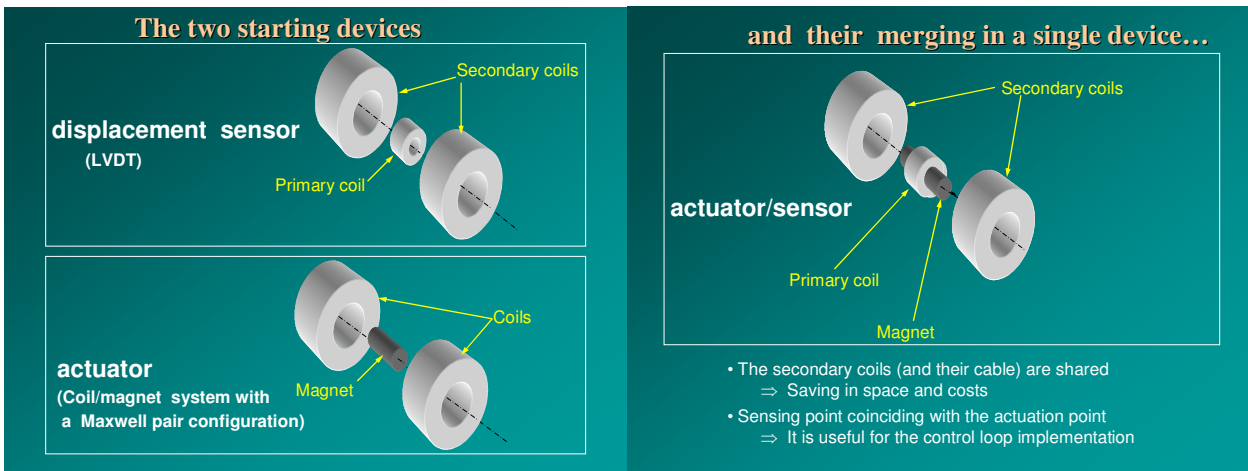 The two starting devices
Secondary coils
displacement sensor
(LVDT)
Primary coil
Coils
actuator
Magnet
(Coil/magnet system with
a Maxwell pair configuration)
and their merging in a single device…
Secondary coils
actuator/sensor
Primary coil
Magnet
• The secondary coils (and their cable) are shared
⇒ Saving in space and costs
• Sensing point coinciding with the actuation point
⇒ It is useful for the control loop implementation